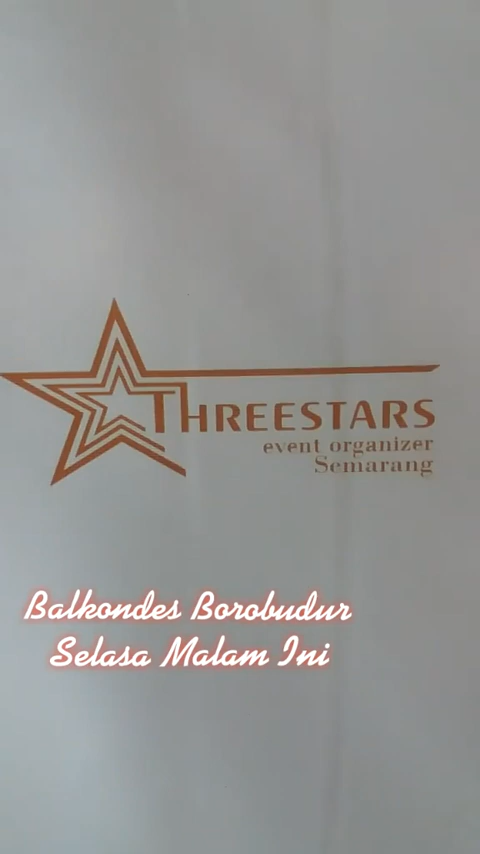 THREESTARS
event organizer
Semarang
Balkondes Borobudur
Selasa Malam Ini